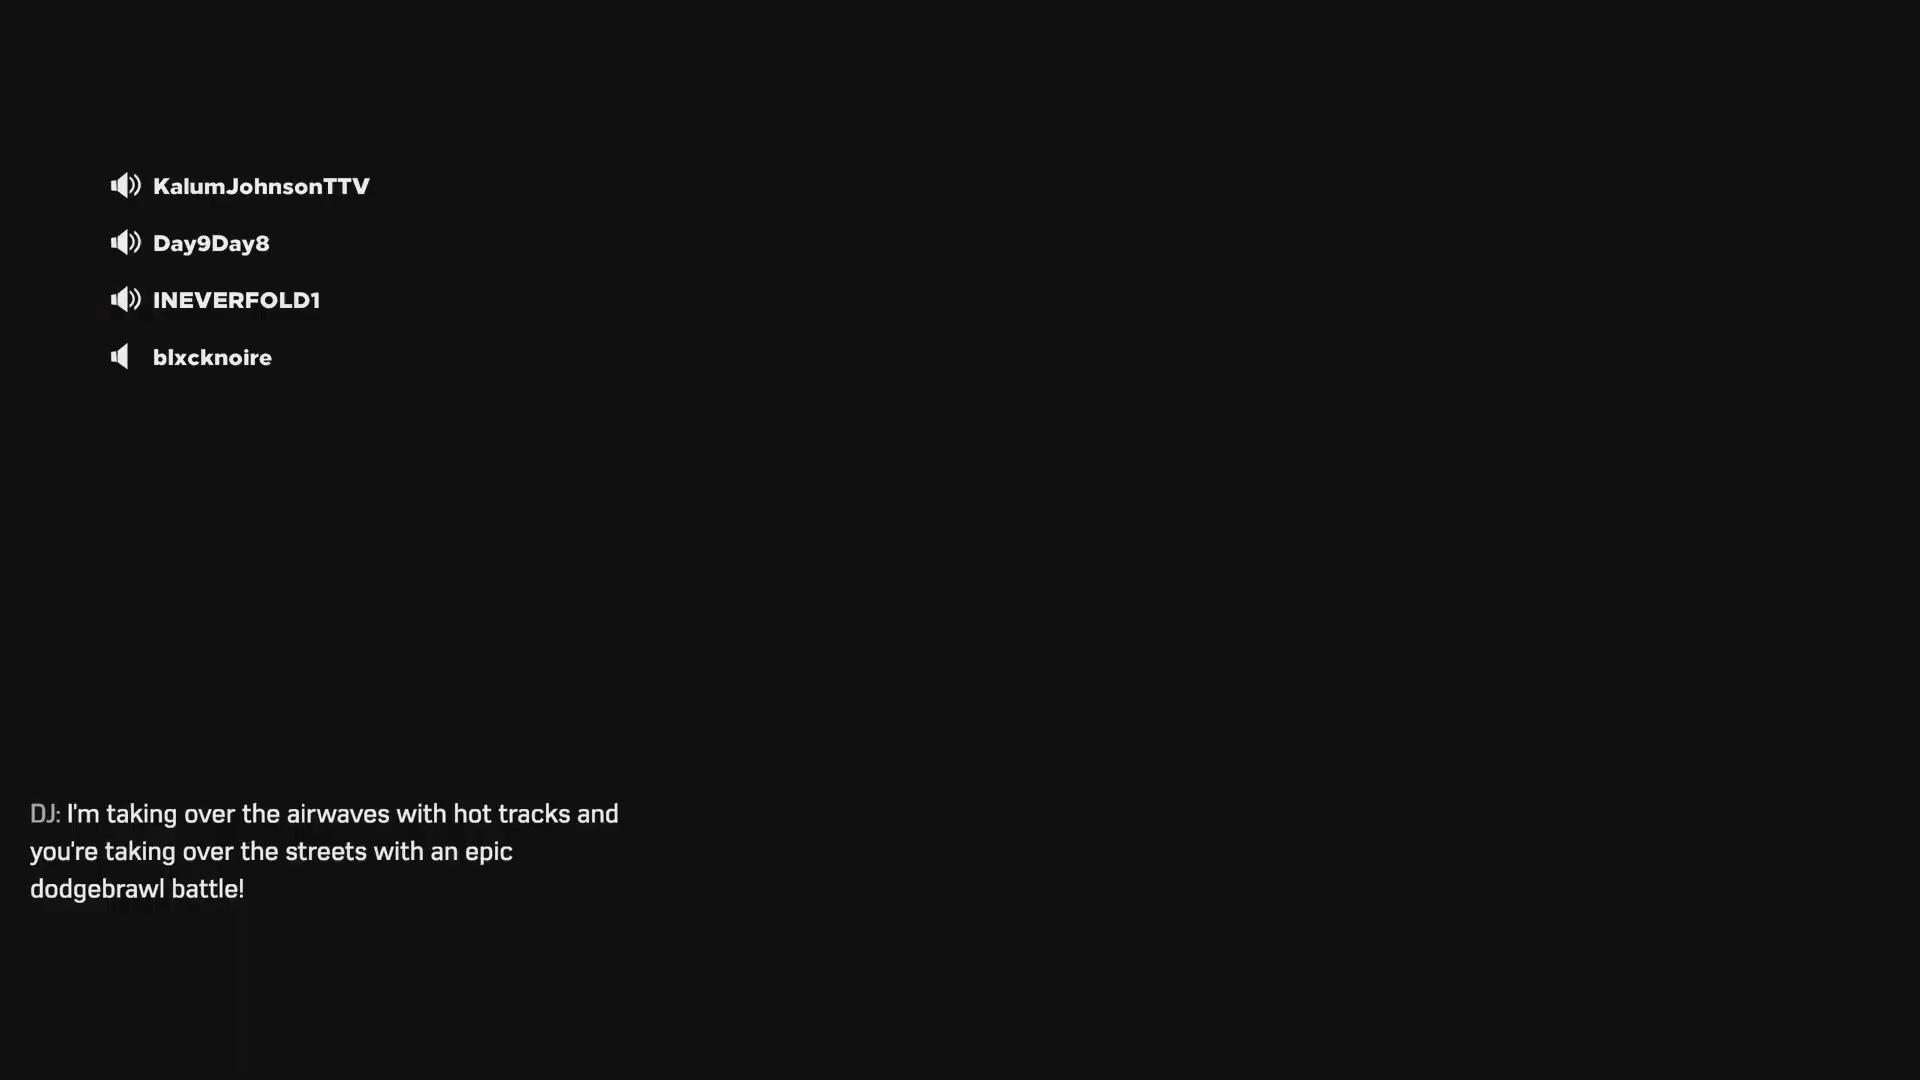 KalumJohnsonTTV
Day9Day8
INEVERFOLD1
blxcknoire
DJ: I'm taking over the airwaves with hot tracks and
you're taking over the streets with an epic
dodgebrawl battle!